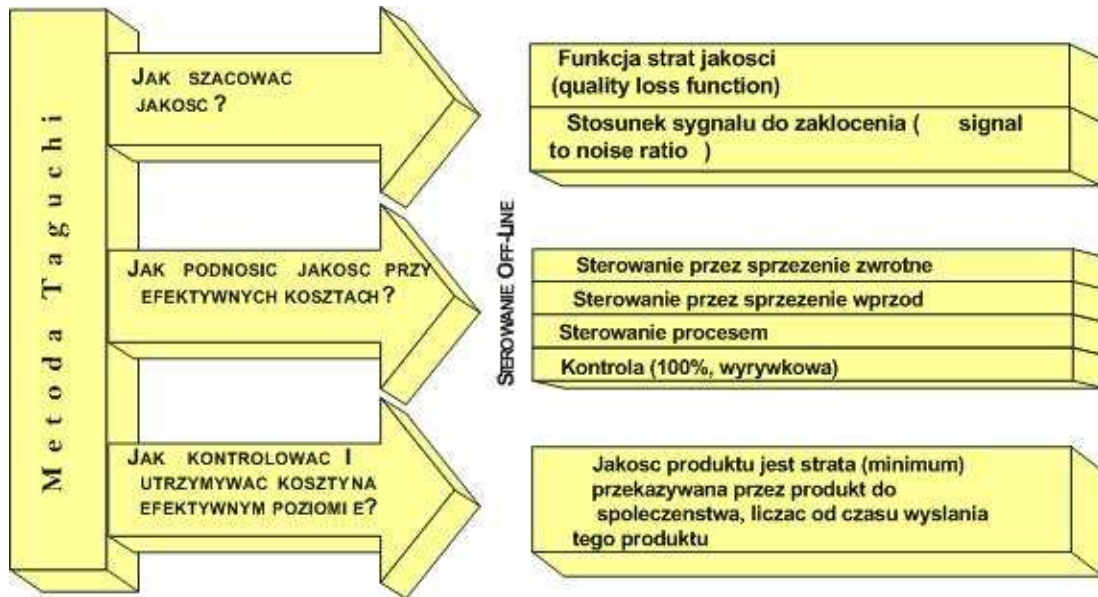 Metoda Taguchi
JAK SZACOWAC
JAKOSC ?
JAK PODNOSIC JAKOSC PRZY
EFEKTYWNYCH KOSZTACH?
JAK KONTROLOWAC I
UTRZYMYWAĆ KOSZTYNA
EFEKTYWNYM POZIOMI E?
STEROWANIE OFF-LINE
Funkcja strat jakosci
(quality loss function)
Stosunek sygnalu do zaklocenia ( signal
to noise ratio )
Sterowanie przez sprzezenie zwrotne
Sterowanie przez sprzezenie wprzod
Sterowanie procesem
Kontrola (100%, wyrywkowa)
Jakosc produktu jest strata (minimum)
przekazywana przez produkt do
spoleczenstwa, liczac od czasu wyslania
tego produktu